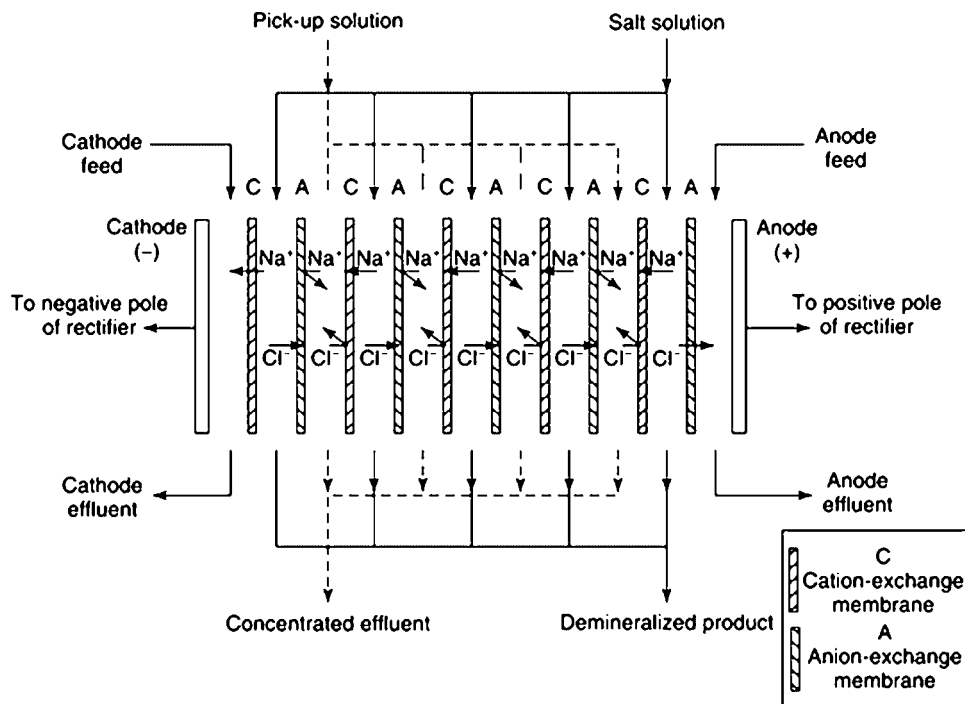 Pick-up solution
Salt solution
Cathode
feed
Anode
feed
C A C A C A C A C A
Cathode
(−)
Anode
(+)
Na⁺ Na⁺ Na⁺ Na⁺ Na⁺ Na⁺ Na⁺ Na⁺ Na⁺
To negative pole
of rectifier
To positive pole
of rectifier
Cl⁻ Cl⁻ Cl⁻ Cl⁻ Cl⁻ Cl⁻ Cl⁻ Cl⁻ Cl⁻
Cathode
effluent
Anode
effluent
Concentrated effluent
Demineralized product
C
Cation-exchange
membrane
A
Anion-exchange
membrane